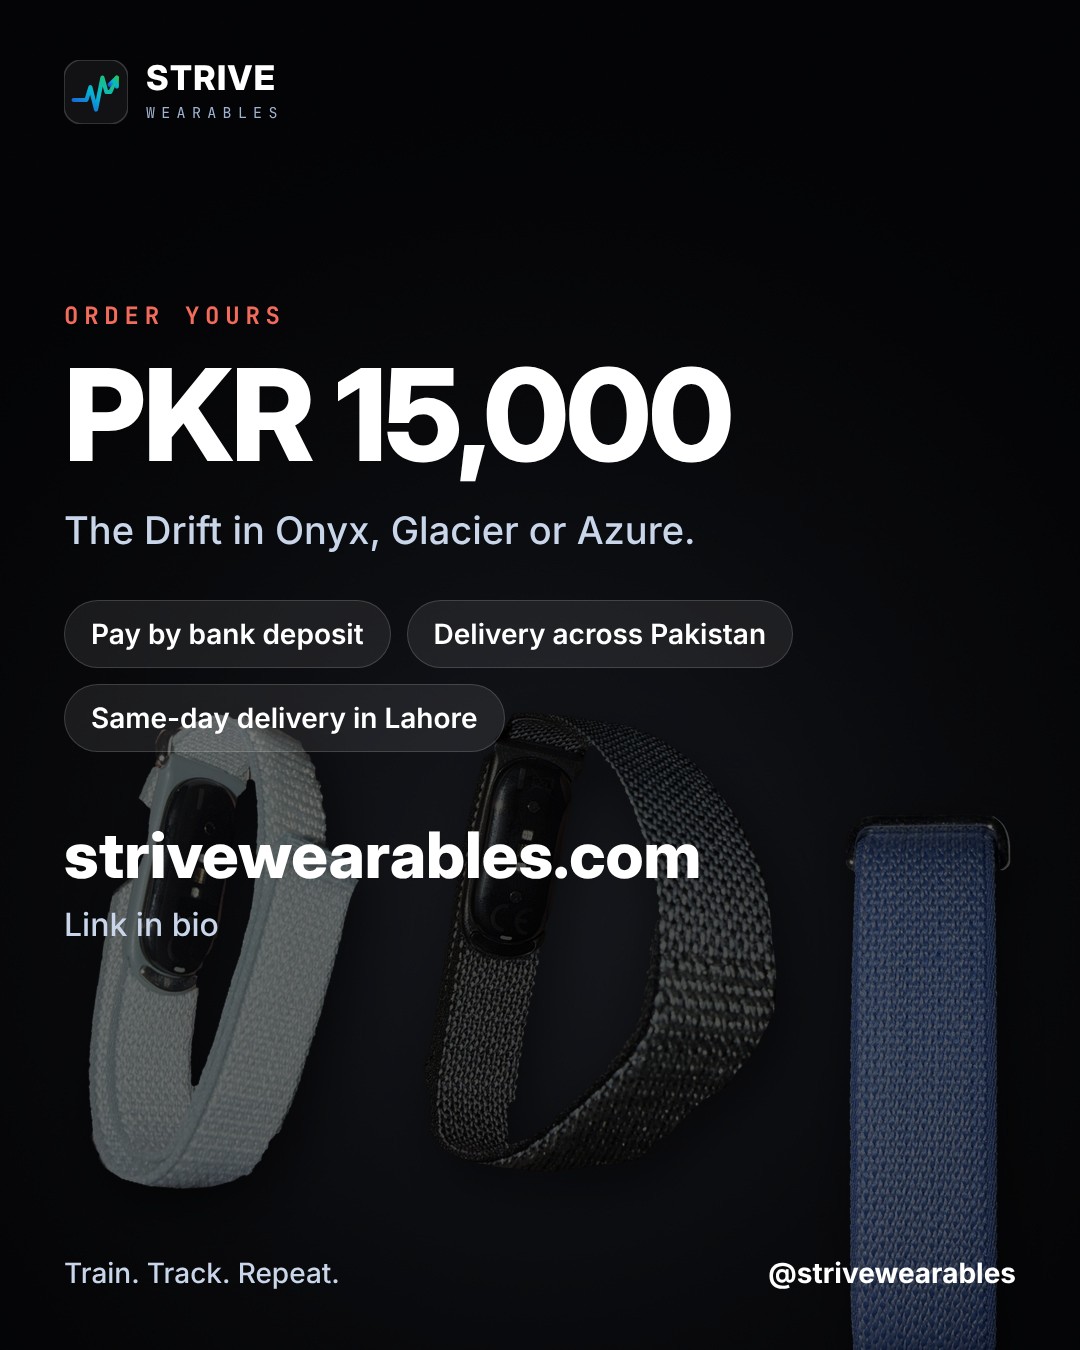 STRIVE
WEARABLES
ORDER YOURS
PKR 15,000
The Drift in Onyx, Glacier or Azure.
Pay by bank deposit
Delivery across Pakistan
Same-day delivery in Lahore
strivewearables.com
Link in bio
CE
Train. Track. Repeat.
@strivewearables